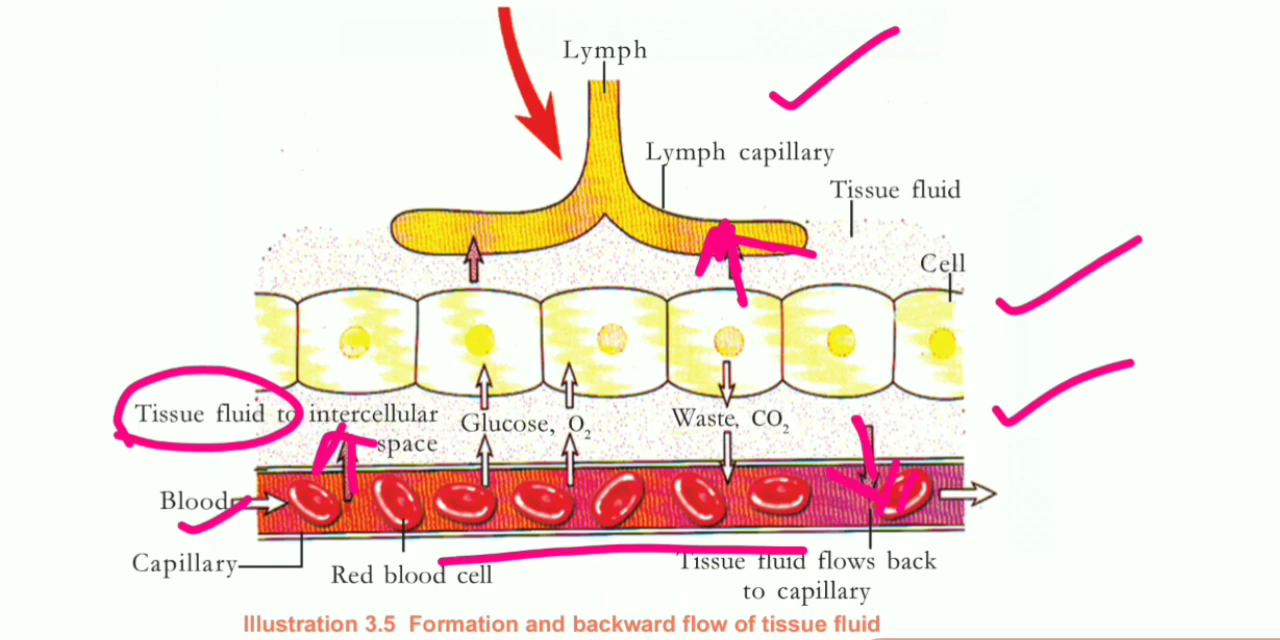 Lymph
Lymph capillary
Tissue fluid
Cell
Tissue fluid to intercellular
space
Glucose, O₂
Waste, CO₂
Blood
Capillary
Red blood cell
Tissue fluid flows back
to capillary
Illustration 3.5 Formation and backward flow of tissue fluid